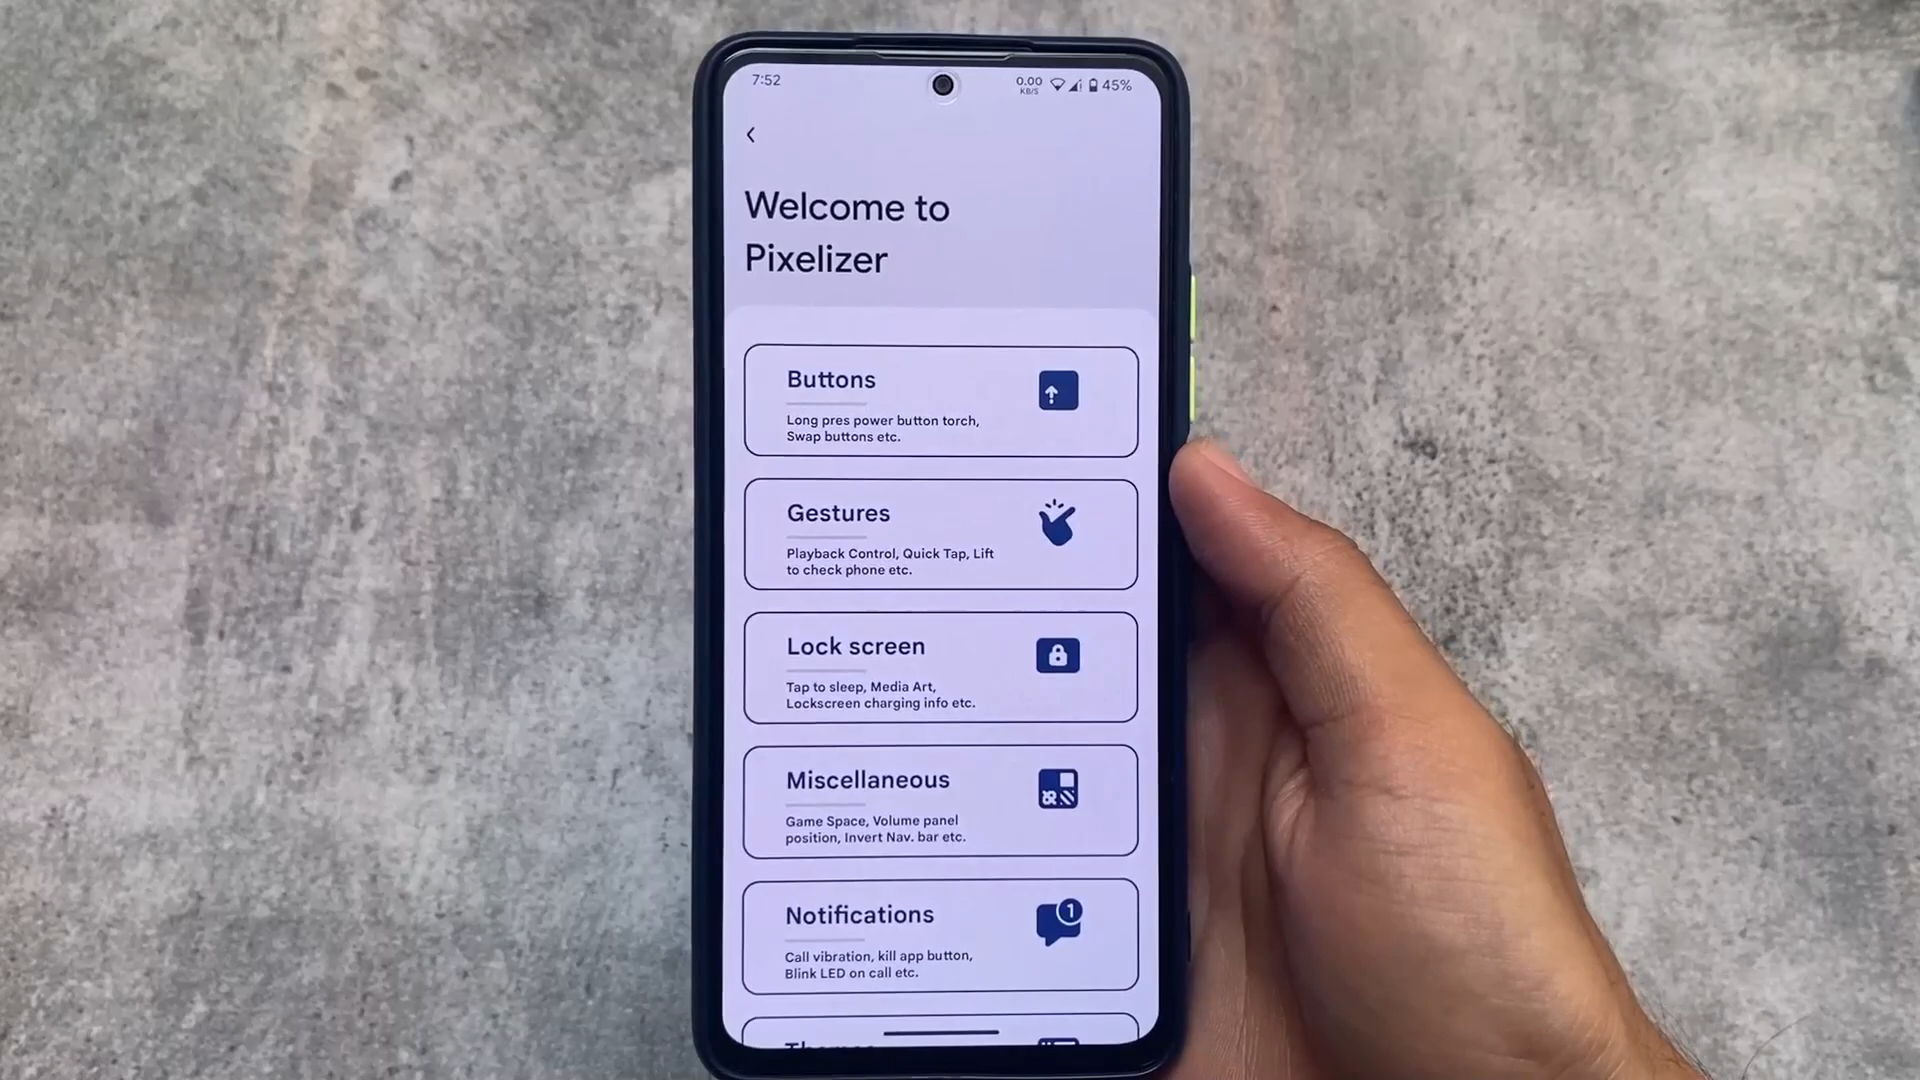 7:52
0.00
KB/S
45%
Welcome to
Pixelizer
Buttons
Long pres power button torch,
Swap buttons etc.
Gestures
Playback Control, Quick Tap, Lift
to check phone etc.
Lock screen
Tap to sleep, Media Art,
Lockscreen charging info etc.
Miscellaneous
Game Space, Volume panel
position, Invert Nav. bar etc.
Notifications
1
Call vibration, kill app button,
Blink LED on call etc.